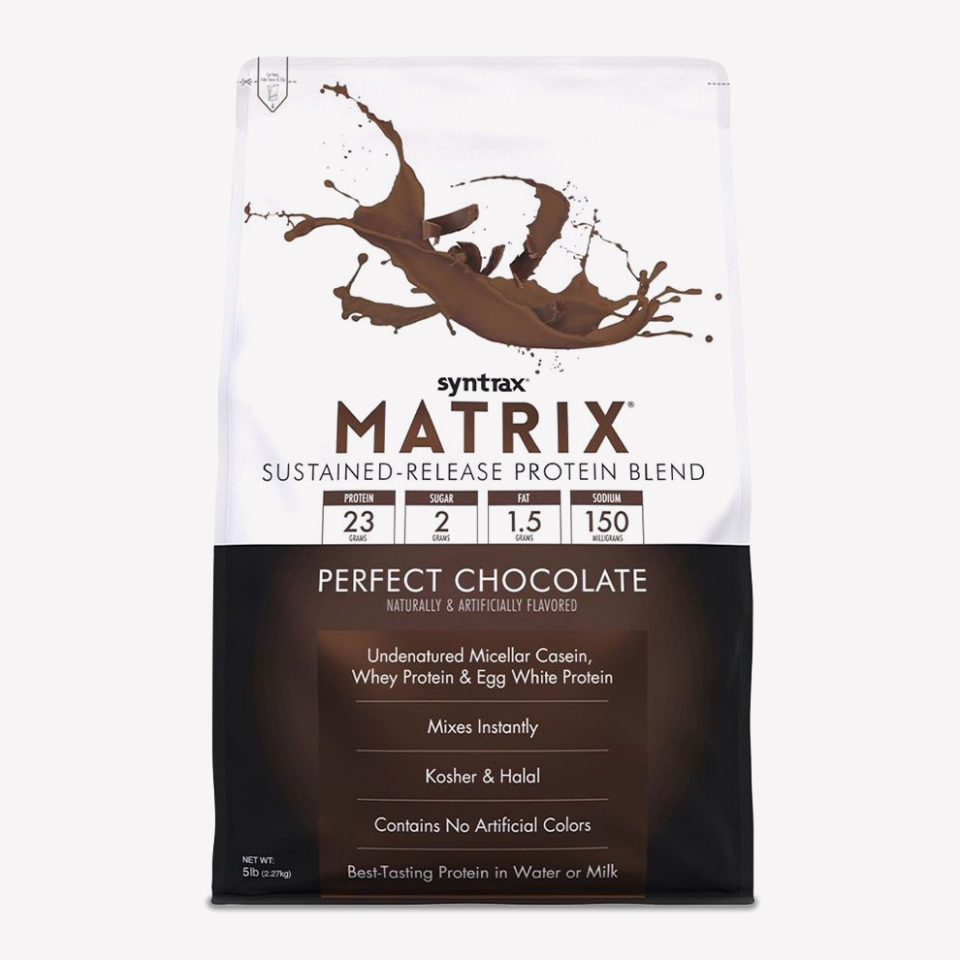 syntrax®
MATRIX®
SUSTAINED-RELEASE PROTEIN BLEND
PROTEIN
23
GRAMS
SUGAR
2
GRAMS
FAT
1.5
GRAMS
SODIUM
150
MILLIGRAMS
PERFECT CHOCOLATE
NATURALLY & ARTIFICIALLY FLAVORED
Undenatured Micellar Casein,
Whey Protein & Egg White Protein
Mixes Instantly
Kosher & Halal
Contains No Artificial Colors
Best-Tasting Protein in Water or Milk
NET WT:
5lb (2.27kg)